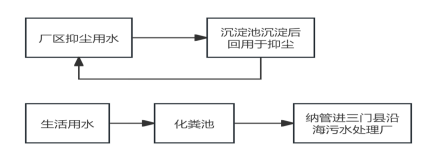 厂区抑尘用水
沉淀池沉淀后
回用于抑尘
生活用水
化粪池
纳管进三门县沿
海污水处理厂